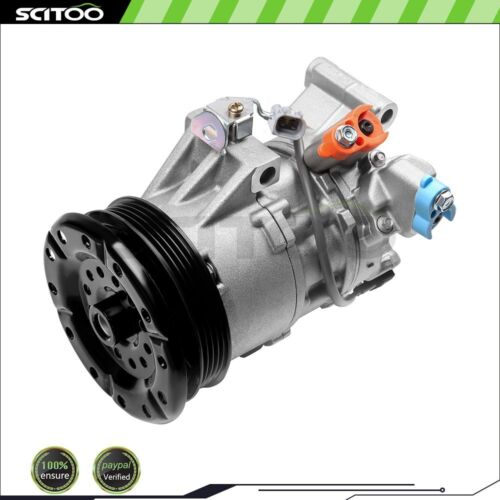 SCITOO
100%
ensure
paypal
Verified